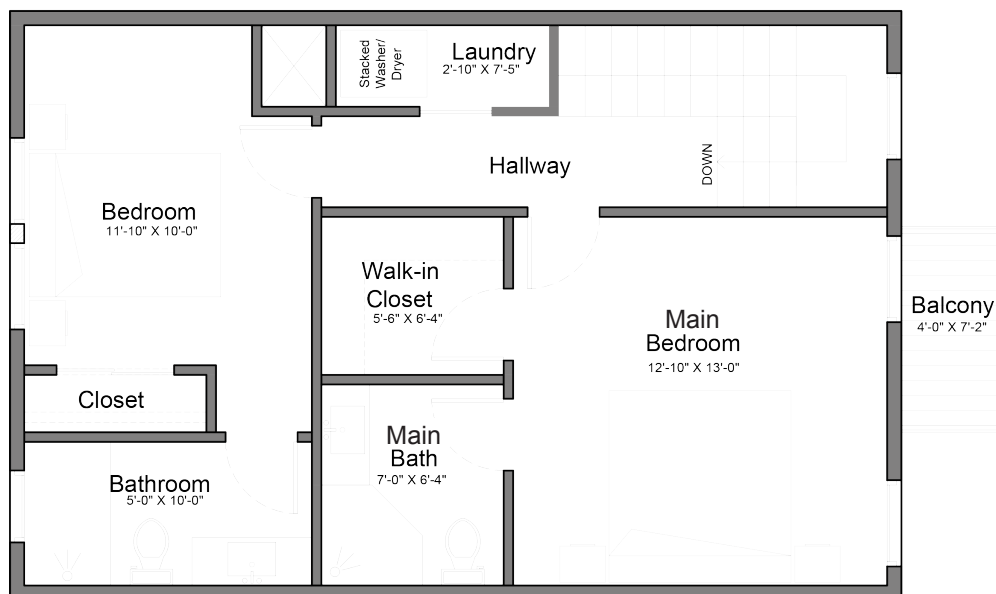 Stacked
Washer/
Dryer
Laundry
2'-10" X 7'-5"
Hallway
DOWN
Bedroom
11'-10" X 10'-0"
Walk-in
Closet
5'-6" X 6'-4"
Main
Bedroom
12'-10" X 13'-0"
Balcony
4'-0" X 7'-2"
Closet
Main
Bath
7'-0" X 6'-4"
Bathroom
5'-0" X 10'-0"